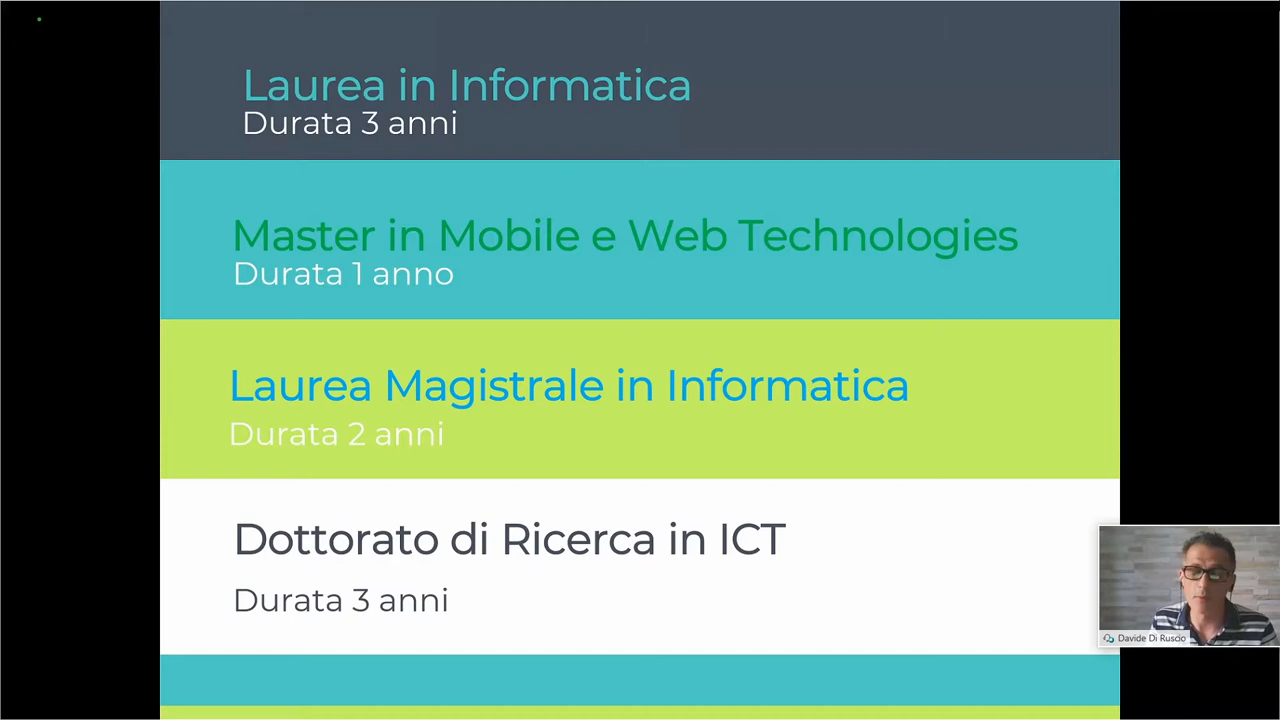 Laurea in Informatica
Durata 3 anni
Master in Mobile e Web Technologies
Durata 1 anno
Laurea Magistrale in Informatica
Durata 2 anni
Dottorato di Ricerca in ICT
Durata 3 anni
Davide Di Ruscio